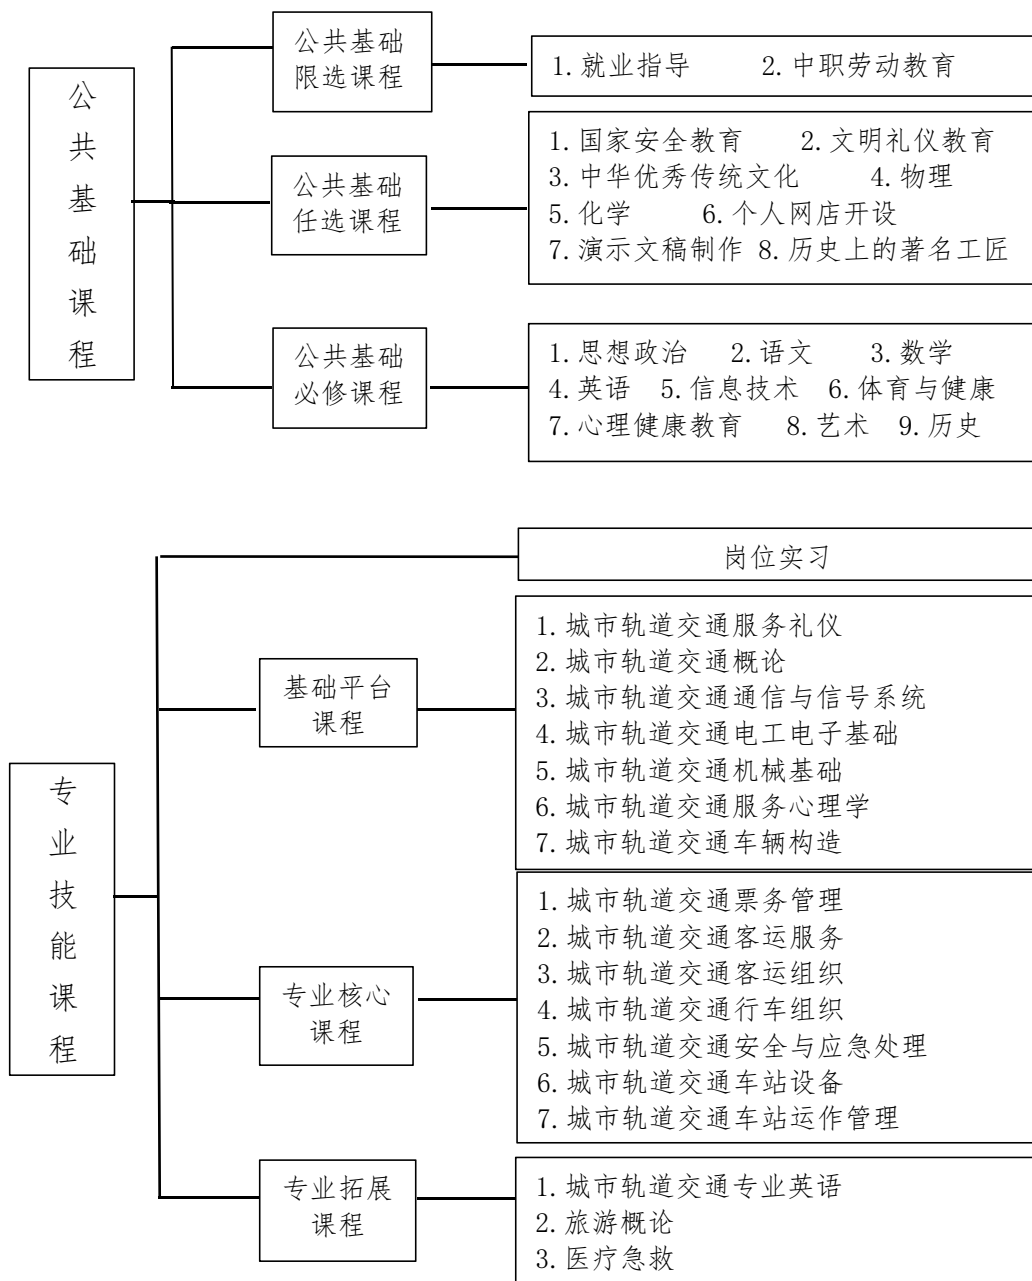 公共基础课程
公共基础
限选课程
1.就业指导 2.中职劳动教育
公共基础
任选课程
1.国家安全教育 2.文明礼仪教育
3.中华优秀传统文化 4.物理
5.化学 6.个人网店开设
7.演示文稿制作 8.历史上的著名工匠
公共基础
必修课程
1.思想政治 2.语文 3.数学
4.英语 5.信息技术 6.体育与健康
7.心理健康教育 8.艺术 9.历史
专业技能课程
岗位实习
基础平台
课程
1.城市轨道交通服务礼仪
2.城市轨道交通概论
3.城市轨道交通通信与信号系统
4.城市轨道交通电工电子基础
5.城市轨道交通机械基础
6.城市轨道交通服务心理学
7.城市轨道交通车辆构造
专业核心
课程
1.城市轨道交通票务管理
2.城市轨道交通客运服务
3.城市轨道交通客运组织
4.城市轨道交通行车组织
5.城市轨道交通安全与应急处理
6.城市轨道交通车站设备
7.城市轨道交通车站运作管理
专业拓展
课程
1.城市轨道交通专业英语
2.旅游概论
3.医疗急救